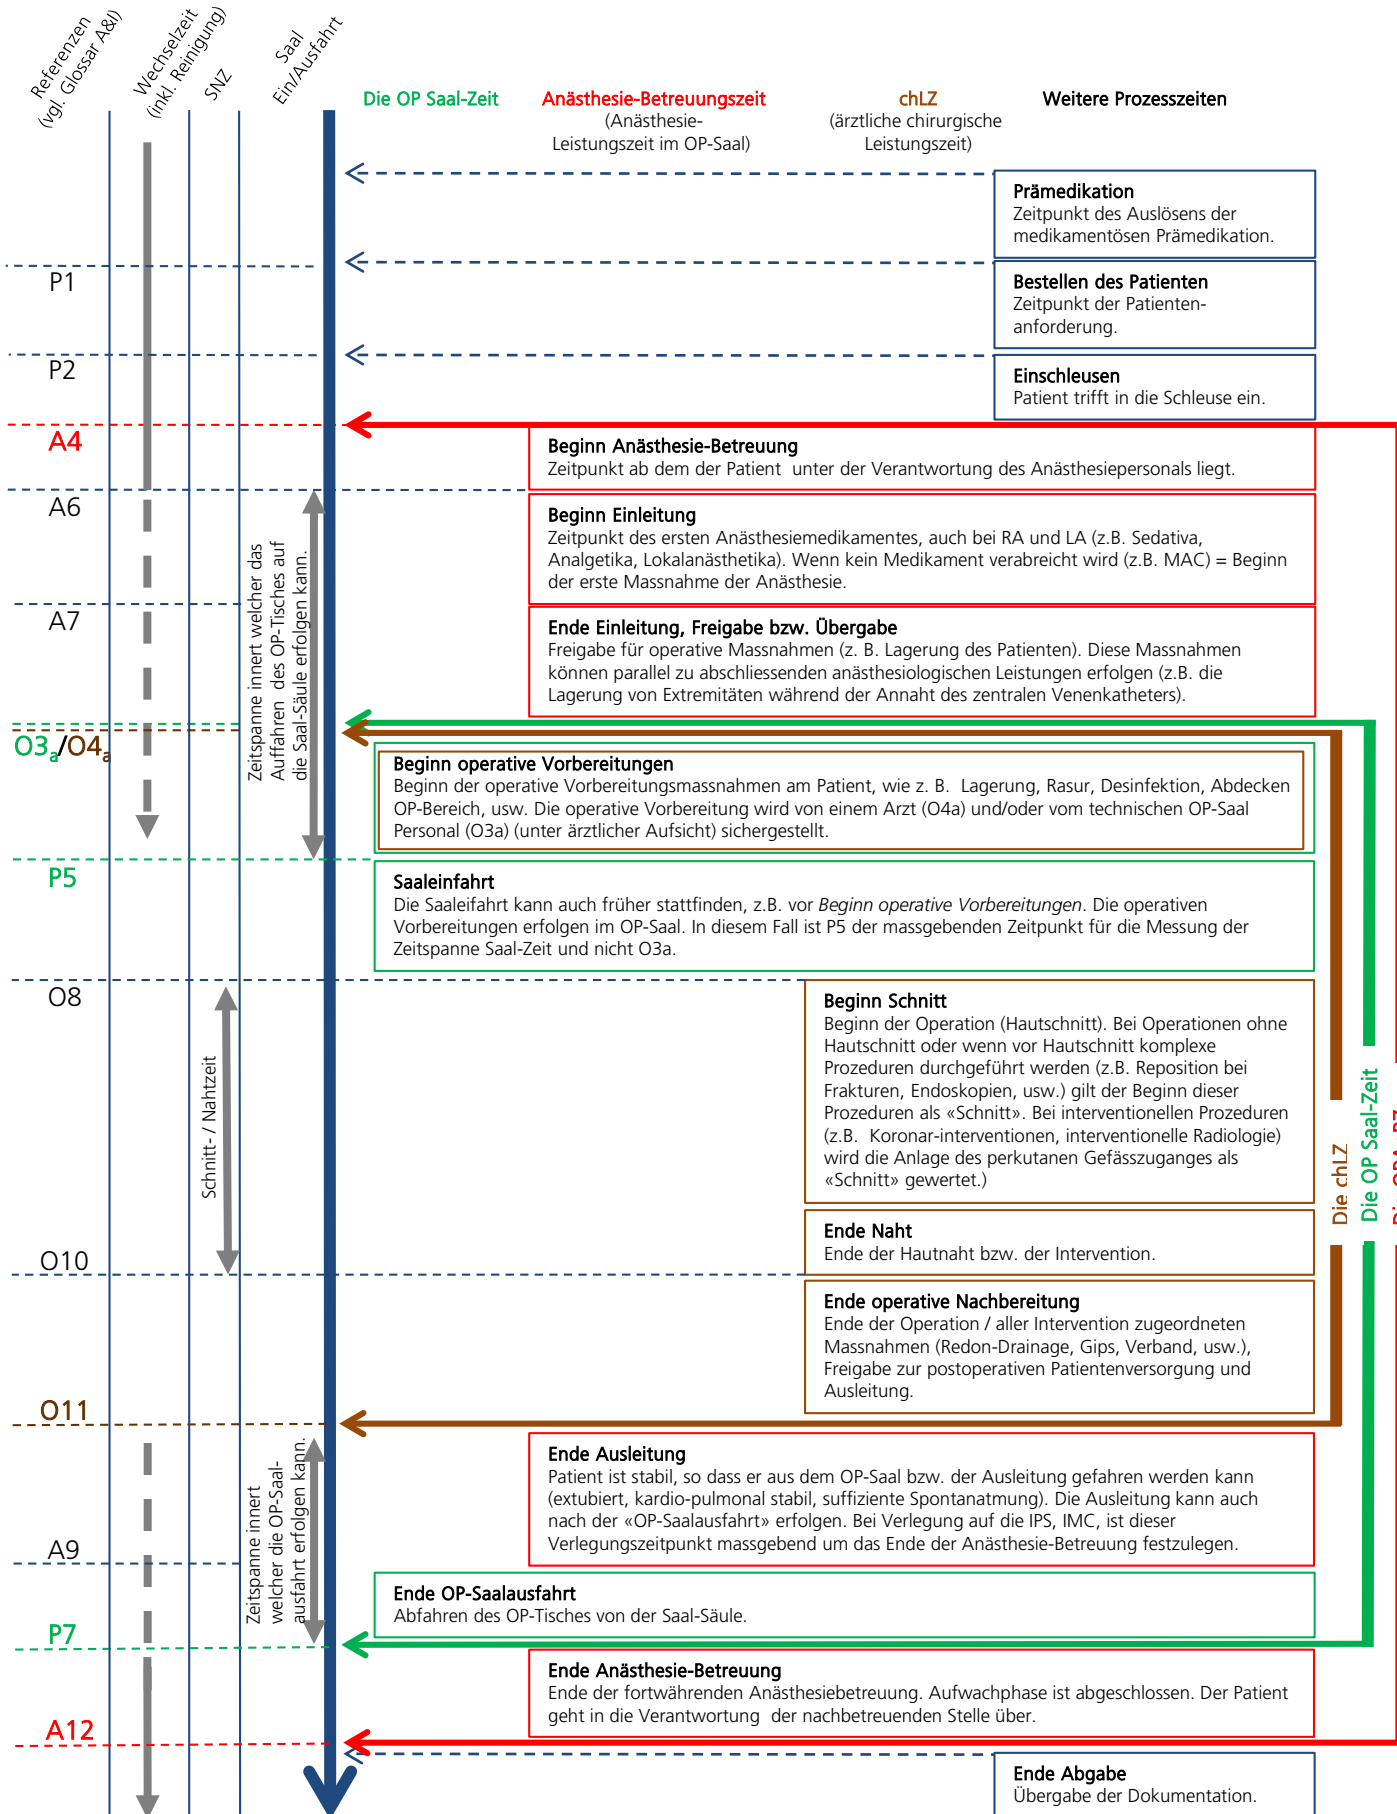 Referenzen
(vgl. Glossar A&I)
Wechselzeit
(inkl. Reinigung)
SNZ
Saal
Ein/Ausfahrt
Die OP Saal-Zeit
Anästhesie-Betreuungszeit
(Anästhesie-
Leistungszeit im OP-Saal)
chLZ
(ärztliche chirurgische
Leistungszeit)
Weitere Prozesszeiten
Prämedikation
Zeitpunkt des Auslösens der
medikamentösen Prämedikation.
P1
Bestellen des Patienten
Zeitpunkt der Patienten-
anforderung.
P2
Einschleusen
Patient trifft in die Schleuse ein.
A4
Beginn Anästhesie-Betreuung
Zeitpunkt ab dem der Patient  unter der Verantwortung des Anästhesiepersonals liegt.
A6
Beginn Einleitung
Zeitpunkt des ersten Anästhesiemedikamentes, auch bei RA und LA (z.B. Sedativa,
Analgetika, Lokalanästhetika). Wenn kein Medikament verabreicht wird (z.B. MAC) = Beginn
der erste Massnahme der Anästhesie.
A7
Ende Einleitung, Freigabe bzw. Übergabe
Freigabe für operative Massnahmen (z. B. Lagerung des Patienten). Diese Massnahmen
können parallel zu abschliessenden anästhesiologischen Leistungen erfolgen (z.B. die
Lagerung von Extremitäten während der Annaht des zentralen Venenkatheters).
Zeitspanne innert welcher das
Auffahren  des OP-Tisches auf
die Saal-Säule erfolgen kann.
O3a/O4a
Beginn operative Vorbereitungen
Beginn der operative Vorbereitungsmassnahmen am Patient, wie z. B.  Lagerung, Rasur, Desinfektion, Abdecken
OP-Bereich, usw. Die operative Vorbereitung wird von einem Arzt (O4a) und/oder vom technischen OP-Saal
Personal (O3a) (unter ärztlicher Aufsicht) sichergestellt.
P5
Saaleinfahrt
Die Saaleifahrt kann auch früher stattfinden, z.B. vor Beginn operative Vorbereitungen. Die operativen
Vorbereitungen erfolgen im OP-Saal. In diesem Fall ist P5 der massgebenden Zeitpunkt für die Messung der
Zeitspanne Saal-Zeit und nicht O3a.
O8
Beginn Schnitt
Beginn der Operation (Hautschnitt). Bei Operationen ohne
Hautschnitt oder wenn vor Hautschnitt komplexe
Prozeduren durchgeführt werden (z.B. Reposition bei
Frakturen, Endoskopien, usw.) gilt der Beginn dieser
Prozeduren als «Schnitt». Bei interventionellen Prozeduren
(z.B.  Koronar-interventionen, interventionelle Radiologie)
wird die Anlage des perkutanen Gefässzuganges als
«Schnitt» gewertet.)
Schnitt- / Nahtzeit
Die chLZ
Die OP Saal-Zeit
Ende Naht
Ende der Hautnaht bzw. der Intervention.
O10
Ende operative Nachbereitung
Ende der Operation / aller Intervention zugeordneten
Massnahmen (Redon-Drainage, Gips, Verband, usw.),
Freigabe zur postoperativen Patientenversorgung und
Ausleitung.
O11
Ende Ausleitung
Patient ist stabil, so dass er aus dem OP-Saal bzw. der Ausleitung gefahren werden kann
(extubiert, kardio-pulmonal stabil, suffiziente Spontanatmung). Die Ausleitung kann auch
nach der «OP-Saalausfahrt» erfolgen. Bei Verlegung auf die IPS, IMC, ist dieser
Verlegungszeitpunkt massgebend um das Ende der Anästhesie-Betreuung festzulegen.
Zeitspanne innert
welcher die OP-Saal-
ausfahrt erfolgen kann.
A9
Ende OP-Saalausfahrt
Abfahren des OP-Tisches von der Saal-Säule.
P7
Ende Anästhesie-Betreuung
Ende der fortwährenden Anästhesiebetreuung. Aufwachphase ist abgeschlossen. Der Patient
geht in die Verantwortung  der nachbetreuenden Stelle über.
A12
Ende Abgabe
Übergabe der Dokumentation.